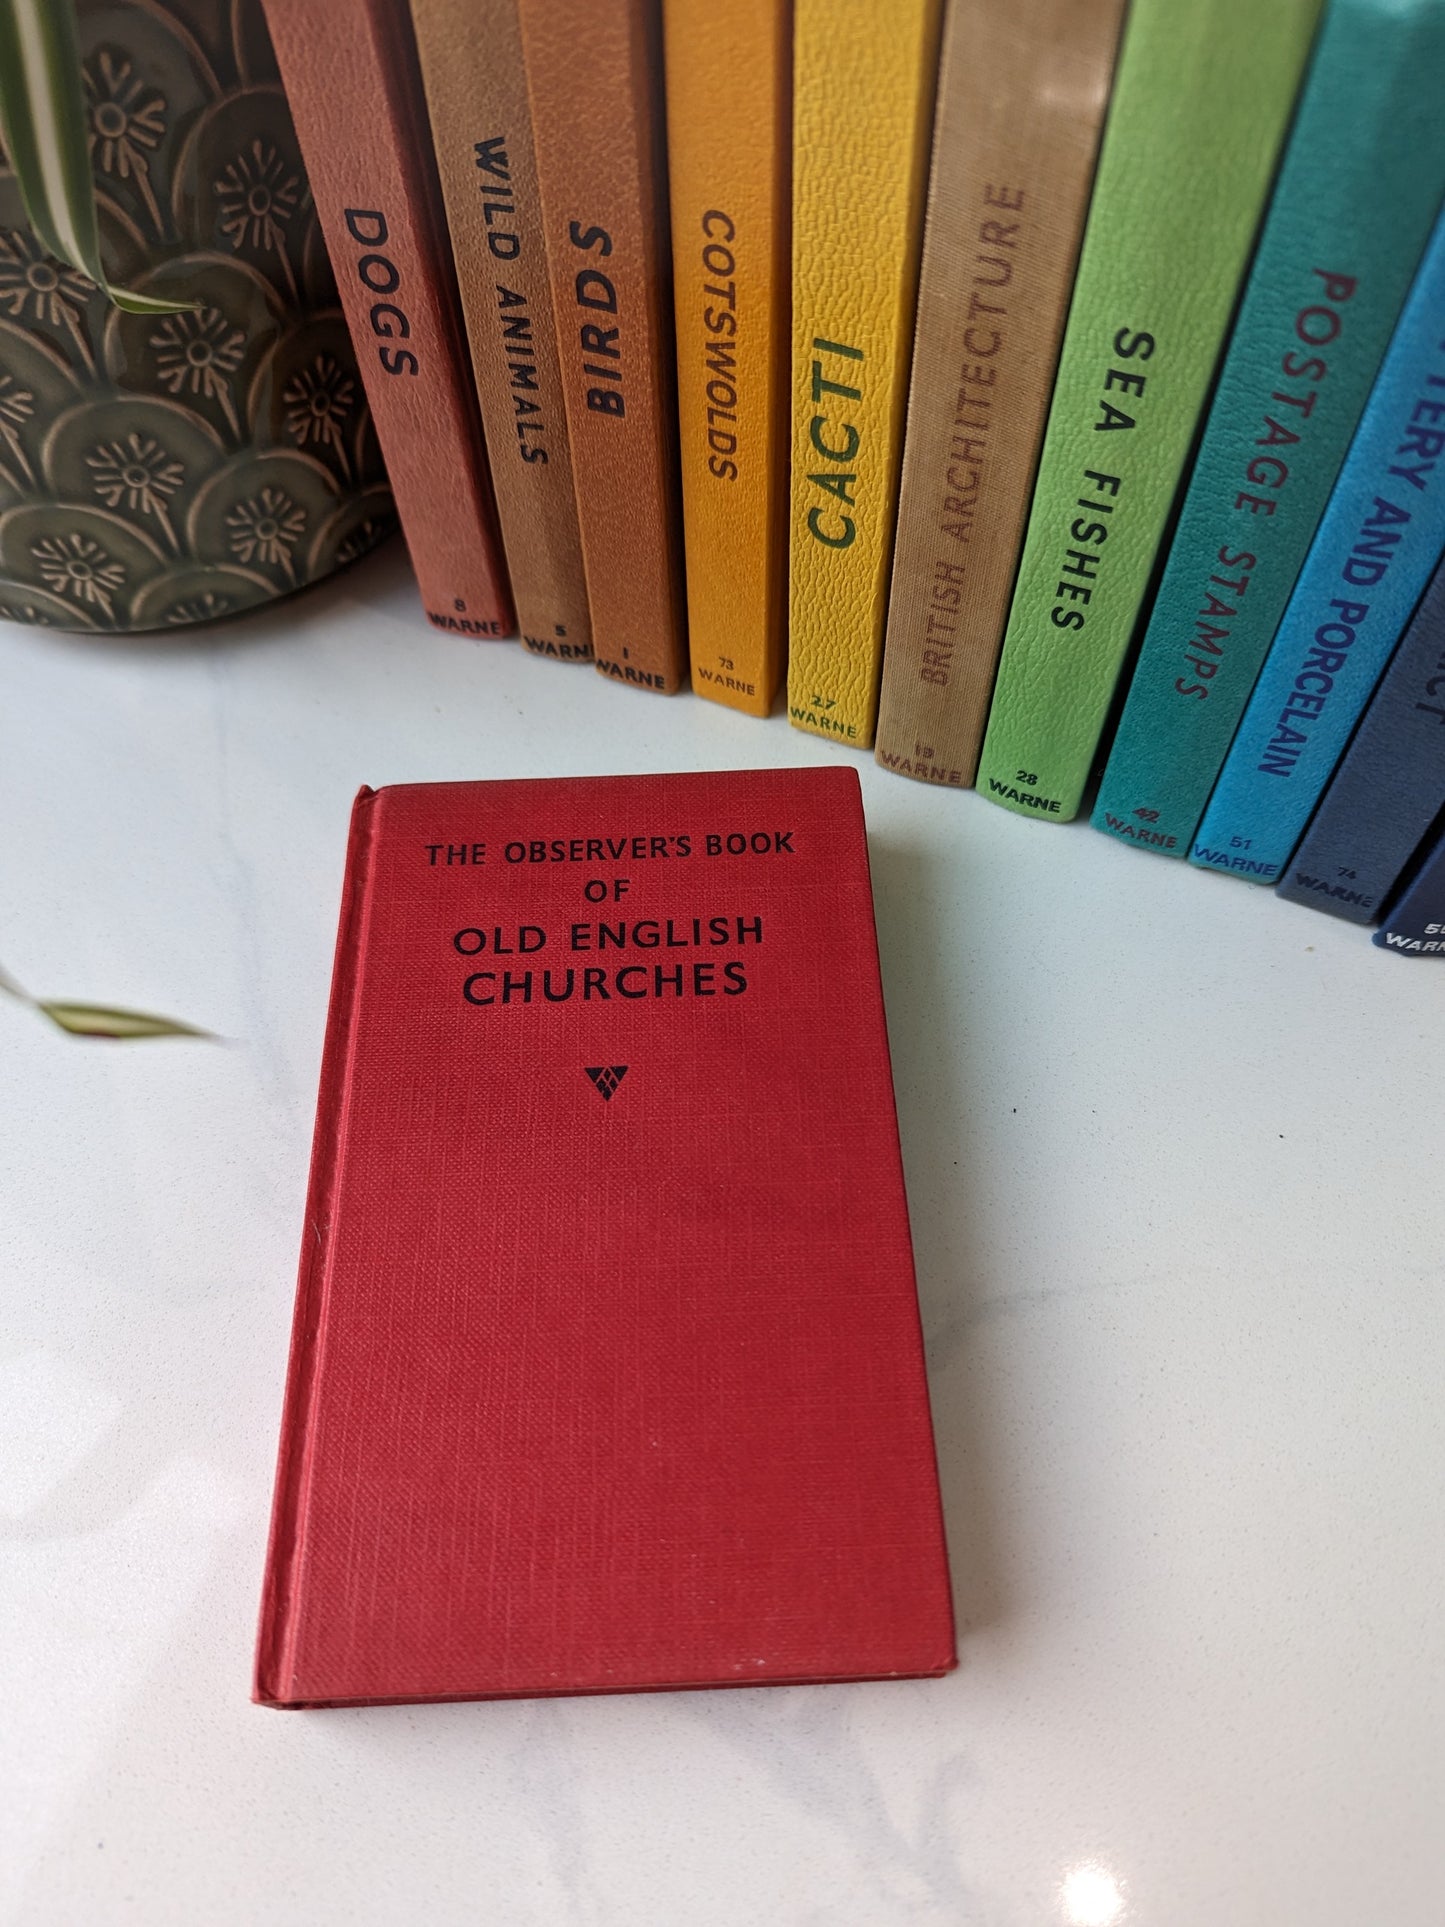 DOGS
8
WARNE
WILD ANIMALS
5
BIRDS
1
WARNE
COTSWOLDS
73
WARNE
CACTI
27
WARNE
BRITISH ARCHITECTURE
WARNE
SEA FISHES
28
WARNE
POSTAGE STAMPS
42
WARNE
AND PORCELAIN
51
WARNE
74
WARNE
THE OBSERVER'S BOOK
OF
OLD ENGLISH
CHURCHES